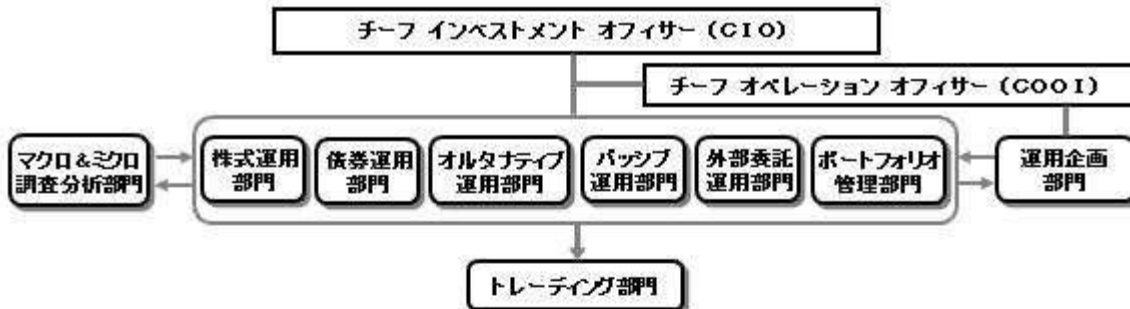 チーフ インベストメント オフィサー (CIO)
チーフ オペレーション オフィサー (COOI)
マクロ&ミクロ
調査分析部門
株式運用
部門
債券運用
部門
オルタナティブ
運用部門
パッシブ
運用部門
外部委託
運用部門
ポートフォリオ
管理部門
運用企画
部門
トレーディング部門